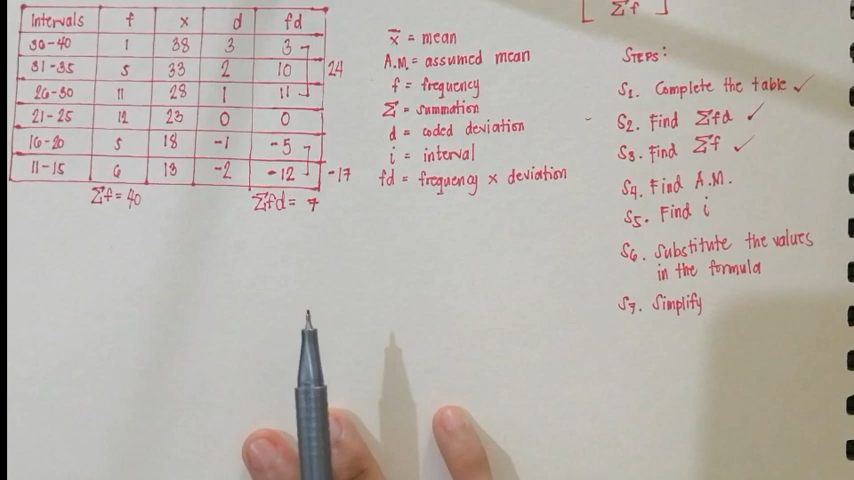 Intervals f x d fd
36-40 1 38 3 3
31-35 5 33 2 10 24
26-30 11 28 1 11
21-25 12 23 0 0
16-20 5 18 -1 -5
11-15 6 13 -2 -12 -17
Σf = 40 Σfd = 7
x̄ = mean
A.M. = assumed mean
f = frequency
Σ = summation
d = coded deviation
i = interval
fd = frequency x deviation
Σf
STEPS:
S1. Complete the table ✓
S2. Find Σfd ✓
S3. Find Σf ✓
S4. Find A.M.
S5. Find i
S6. Substitute the values
in the formula
S7. Simplify